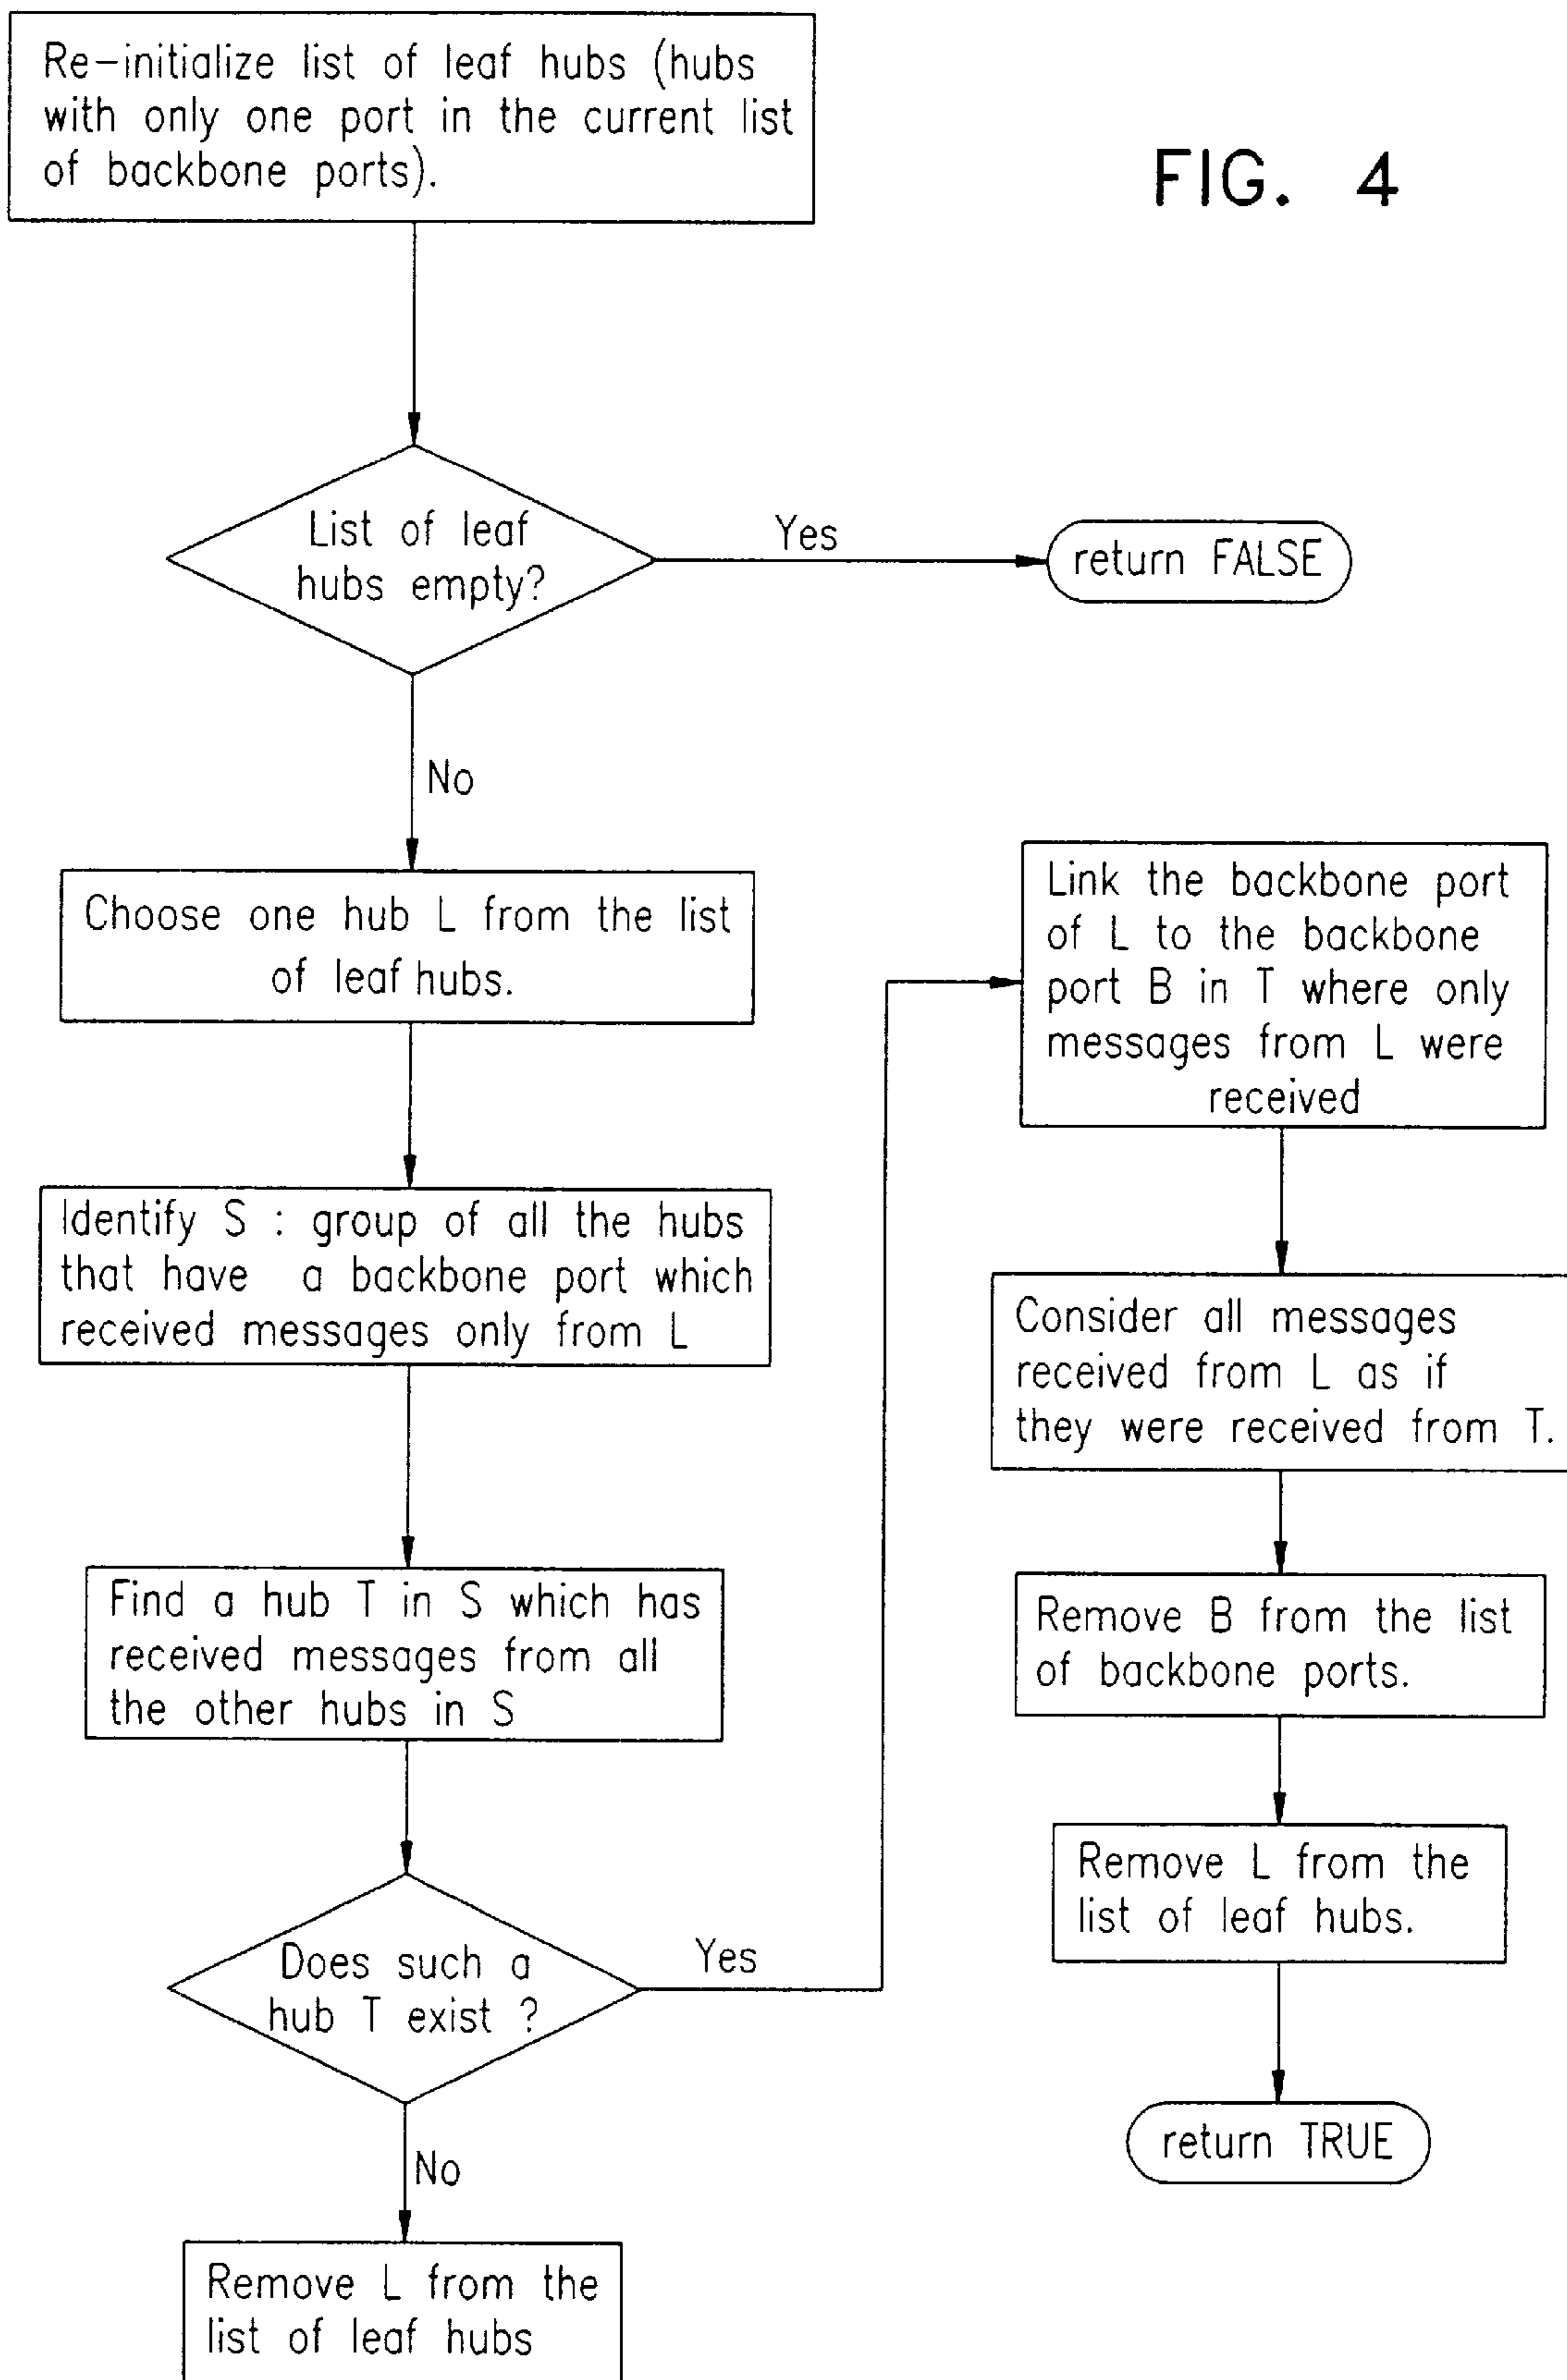 Re-initialize list of leaf hubs (hubs
with only one port in the current list
of backbone ports).
FIG. 4
List of leaf
hubs empty?
Yes
return FALSE
No
Choose one hub L from the list
of leaf hubs.
Identify S : group of all the hubs
that have a backbone port which
received messages only from L
Find a hub T in S which has
received messages from all
the other hubs in S
Does such a
hub T exist ?
Yes
No
Remove L from the
list of leaf hubs
Link the backbone port
of L to the backbone
port B in T where only
messages from L were
received
Consider all messages
received from L as if
they were received from T.
Remove B from the list
of backbone ports.
Remove L from the
list of leaf hubs.
return TRUE